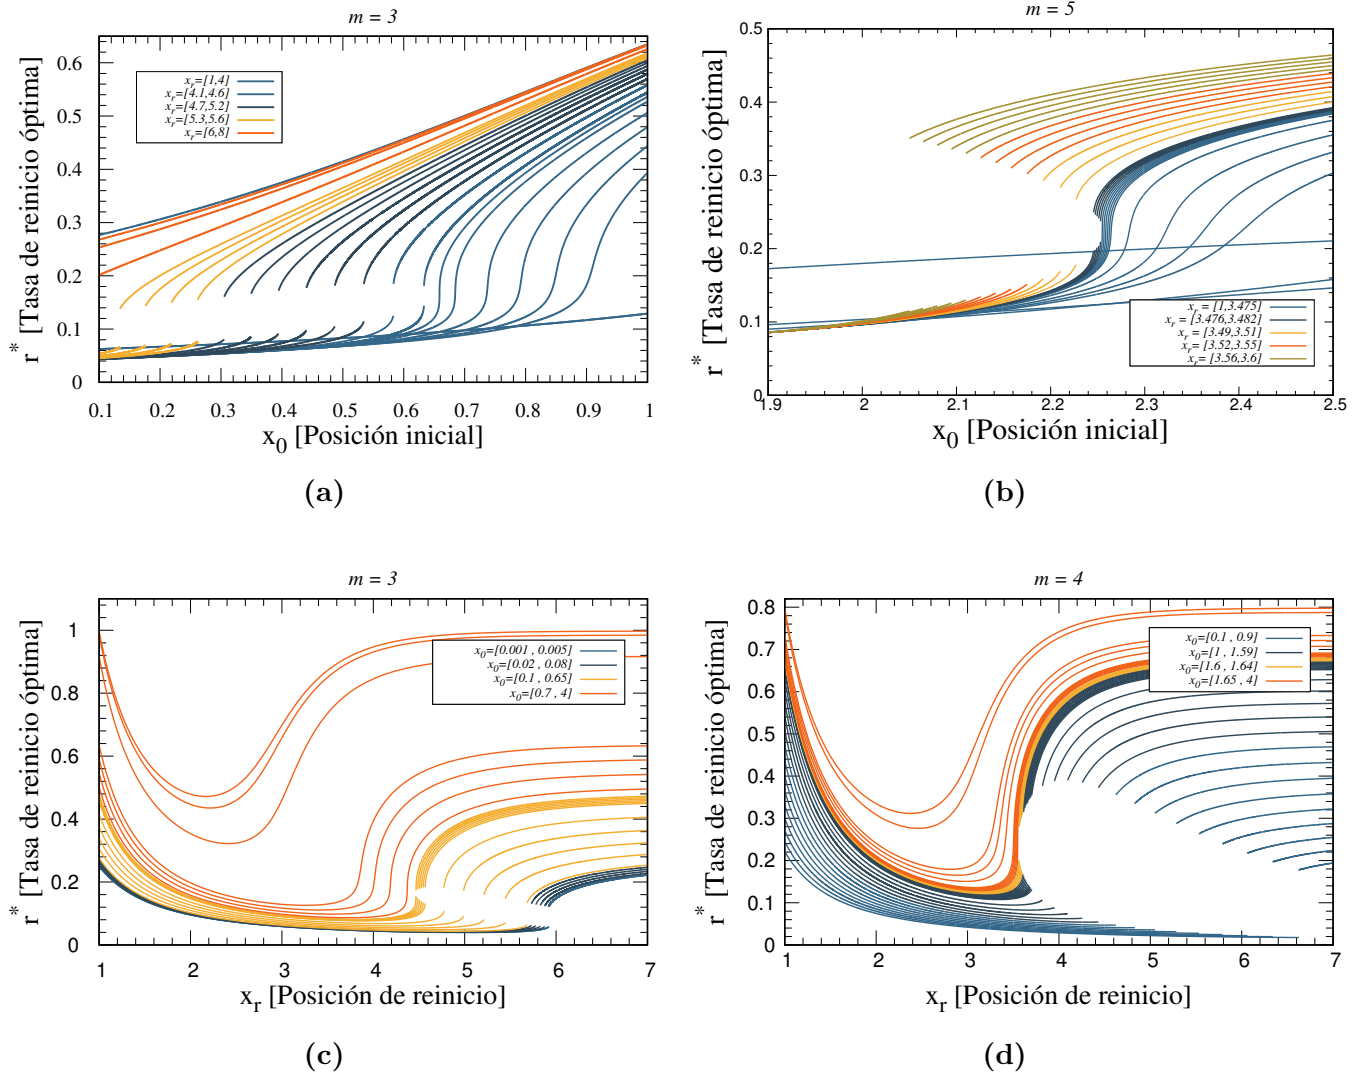 m = 3
r* [Tasa de reinicio óptima]
0.6
0.5
0.4
0.3
0.2
0.1
0
x_r=[1,4]
x_r=[4.1,4.6]
x_r=[4.7,5.2]
x_r=[5.3,5.6]
x_r=[6,8]
0.1 0.2 0.3 0.4 0.5 0.6 0.7 0.8 0.9 1
x_0 [Posición inicial]
(a)
m = 5
r* [Tasa de reinicio óptima]
0.5
0.4
0.3
0.2
0.1
0
x_r = [1,3.475]
x_r = [3.476,3.482]
x_r = [3.49,3.51]
x_r= [3.52,3.55]
x_r= [3.56,3.6]
1.9 2 2.1 2.2 2.3 2.4 2.5
x_0 [Posición inicial]
(b)
m = 3
r* [Tasa de reinicio óptima]
1
0.8
0.6
0.4
0.2
0
x_0=[0.001 , 0.005]
x_0=[0.02 , 0.08]
x_0=[0.1 , 0.65]
x_0=[0.7 , 4]
1 2 3 4 5 6 7
x_r [Posición de reinicio]
(c)
m = 4
r* [Tasa de reinicio óptima]
0.8
0.7
0.6
0.5
0.4
0.3
0.2
0.1
0
x_0=[0.1 , 0.9]
x_0=[1 , 1.59]
x_0=[1.6 , 1.64]
x_0=[1.65 , 4]
1 2 3 4 5 6 7
x_r [Posición de reinicio]
(d)